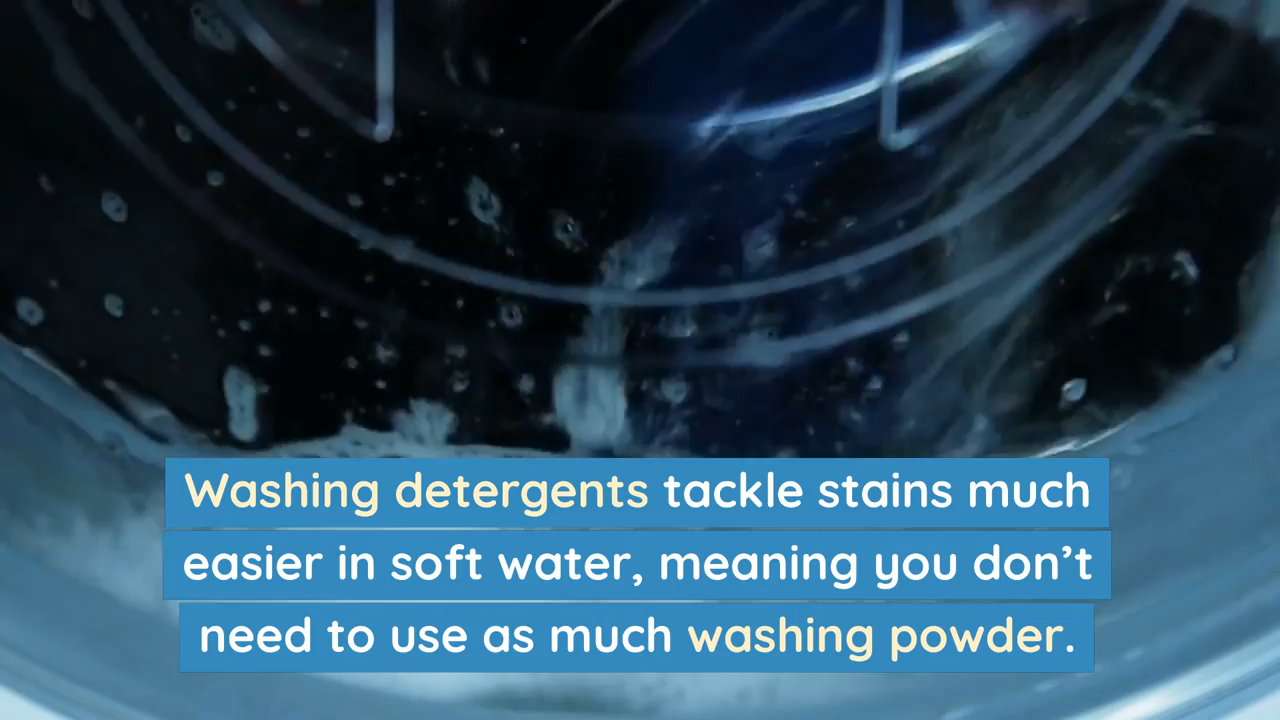 Washing detergents tackle stains much
easier in soft water, meaning you don’t
need to use as much washing powder.